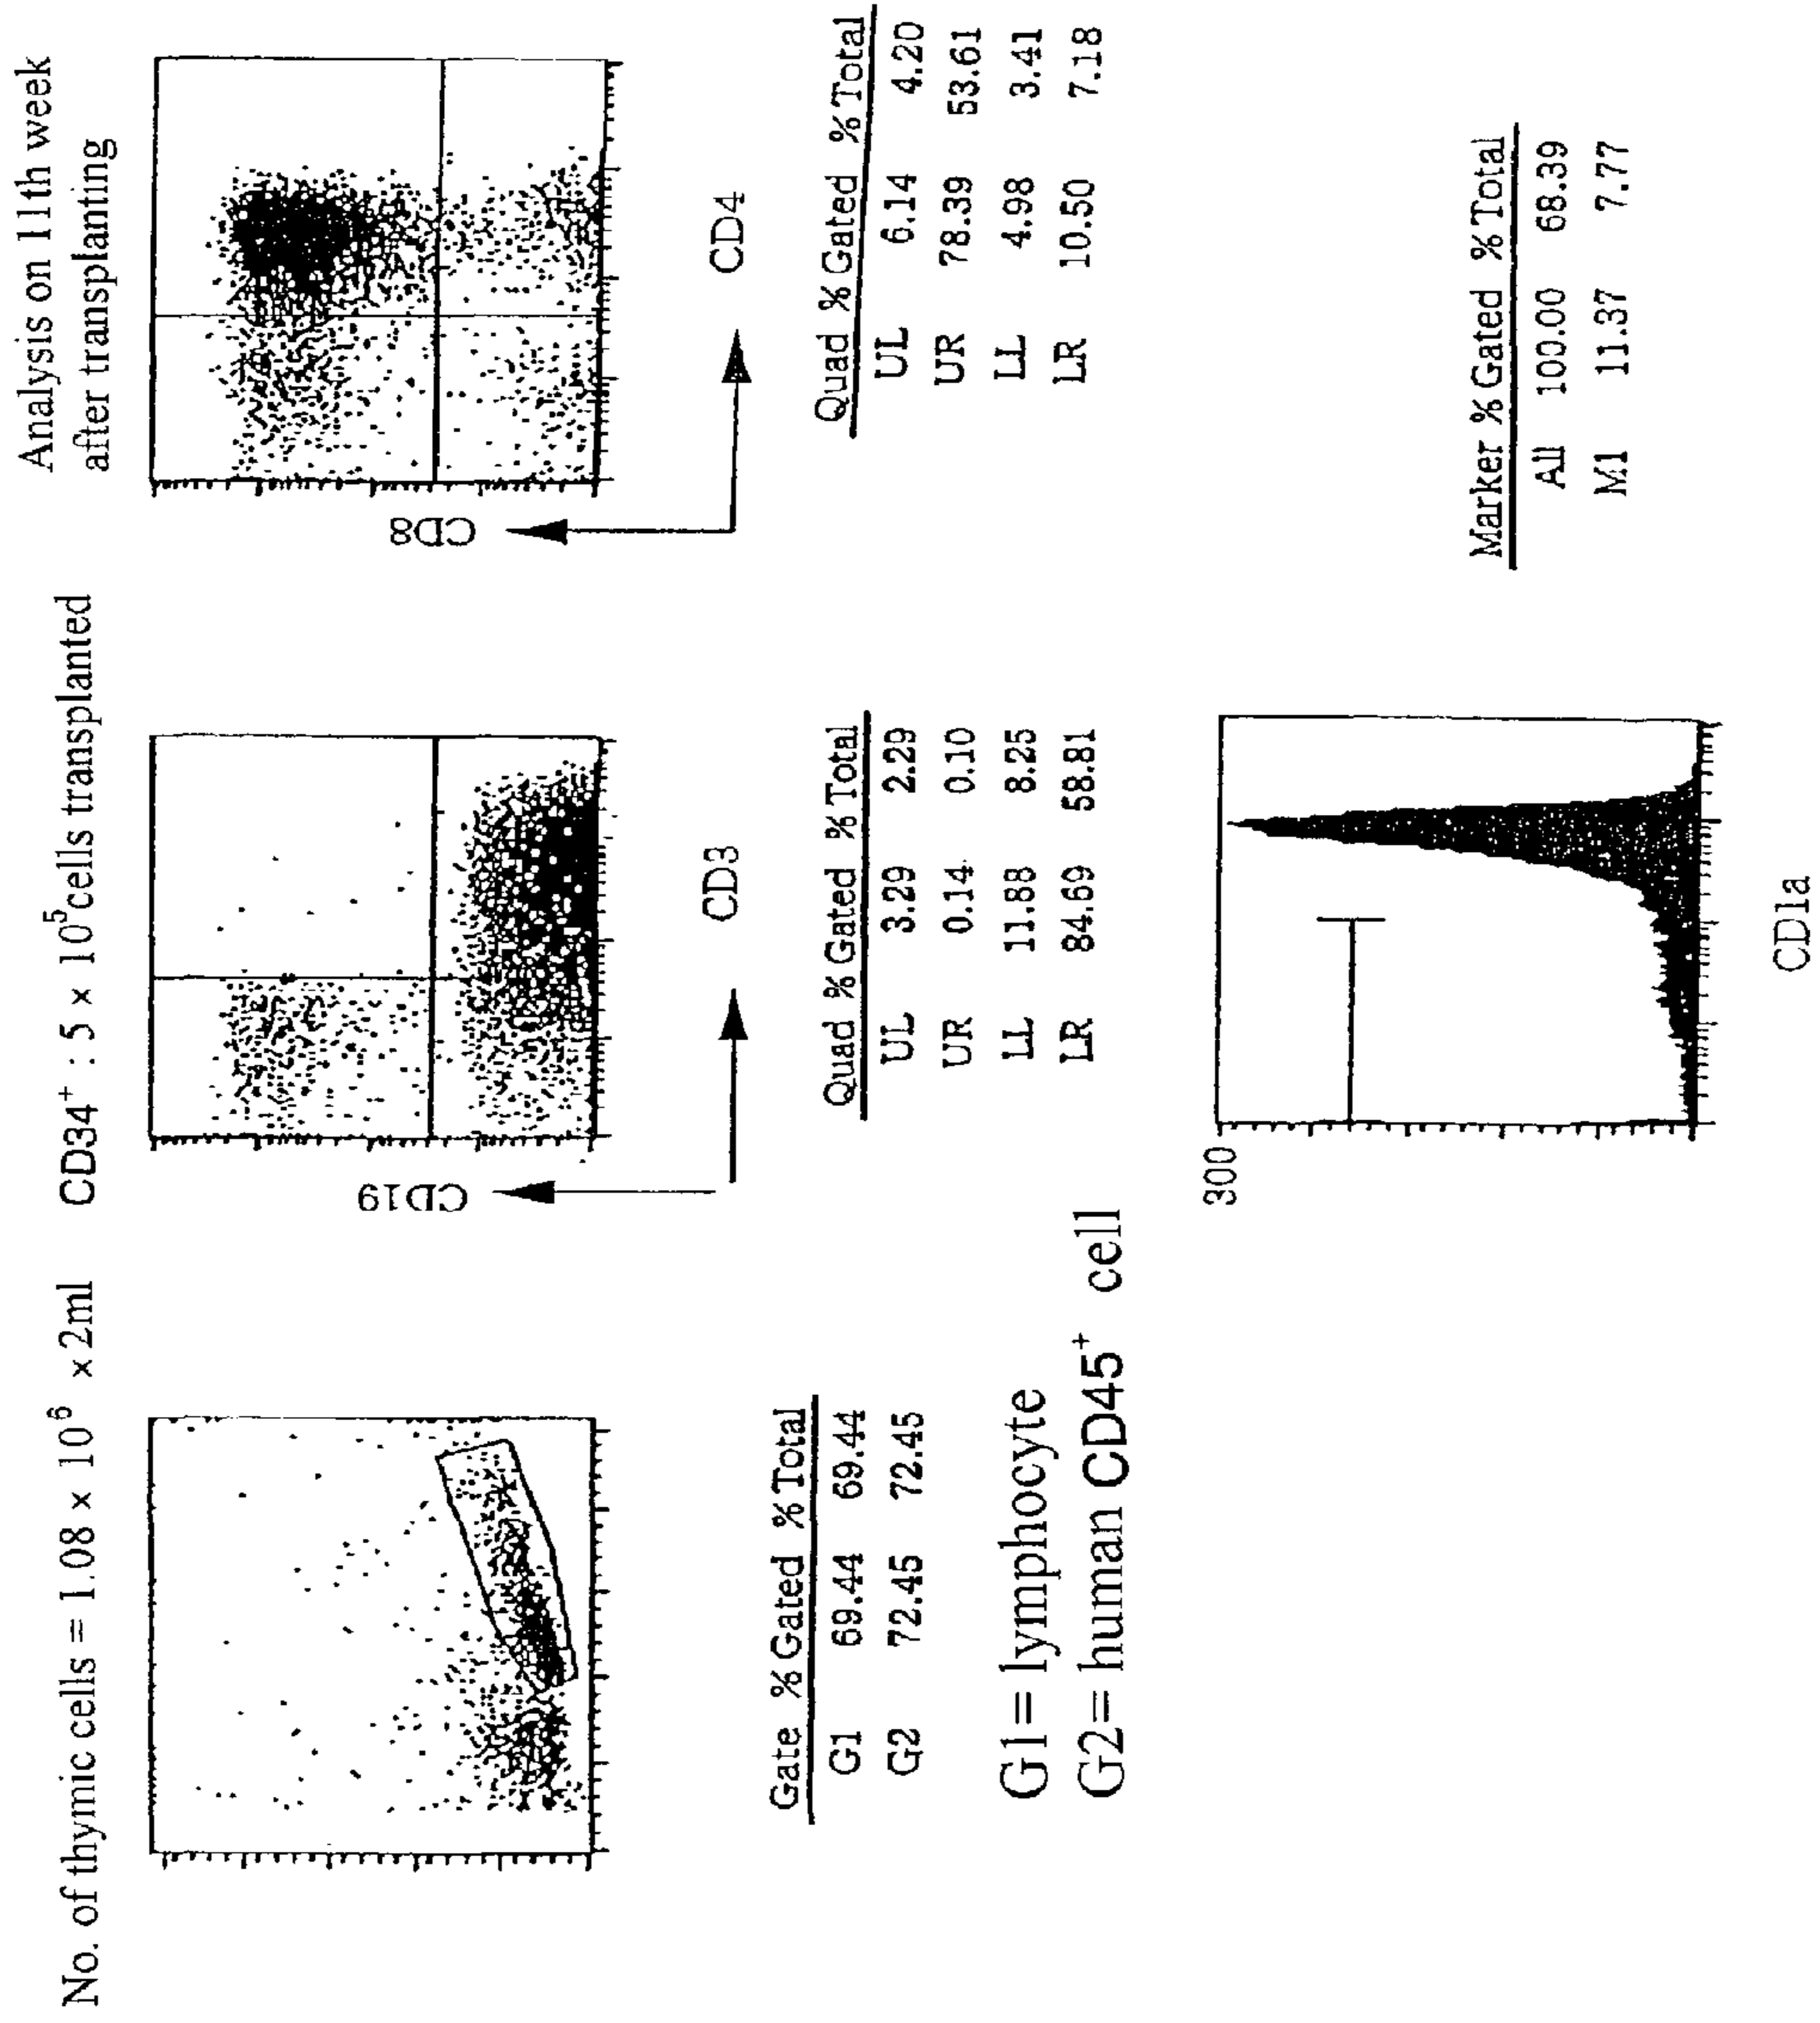 No. of thymic cells = 1.08 × 10⁶ ×2ml CD34⁺ : 5 × 10⁵cells transplanted
Analysis on 11th week
after transplanting
Gate % Gated % Total
G1 69.44 69.44
G2 72.45 72.45
G1= lymphocyte
G2= human CD45⁺ cell
CD19
CD3
Quad % Gated % Total
UL 3.29 2.29
UR 0.14 0.10
LL 11.88 8.25
LR 84.69 58.81
CD8
CD4
Quad % Gated % Total
UL 6.14 4.20
UR 78.39 53.61
LL 4.98 3.41
LR 10.50 7.18
300
CD1a
Marker % Gated % Total
All 100.00 68.39
M1 11.37 7.77